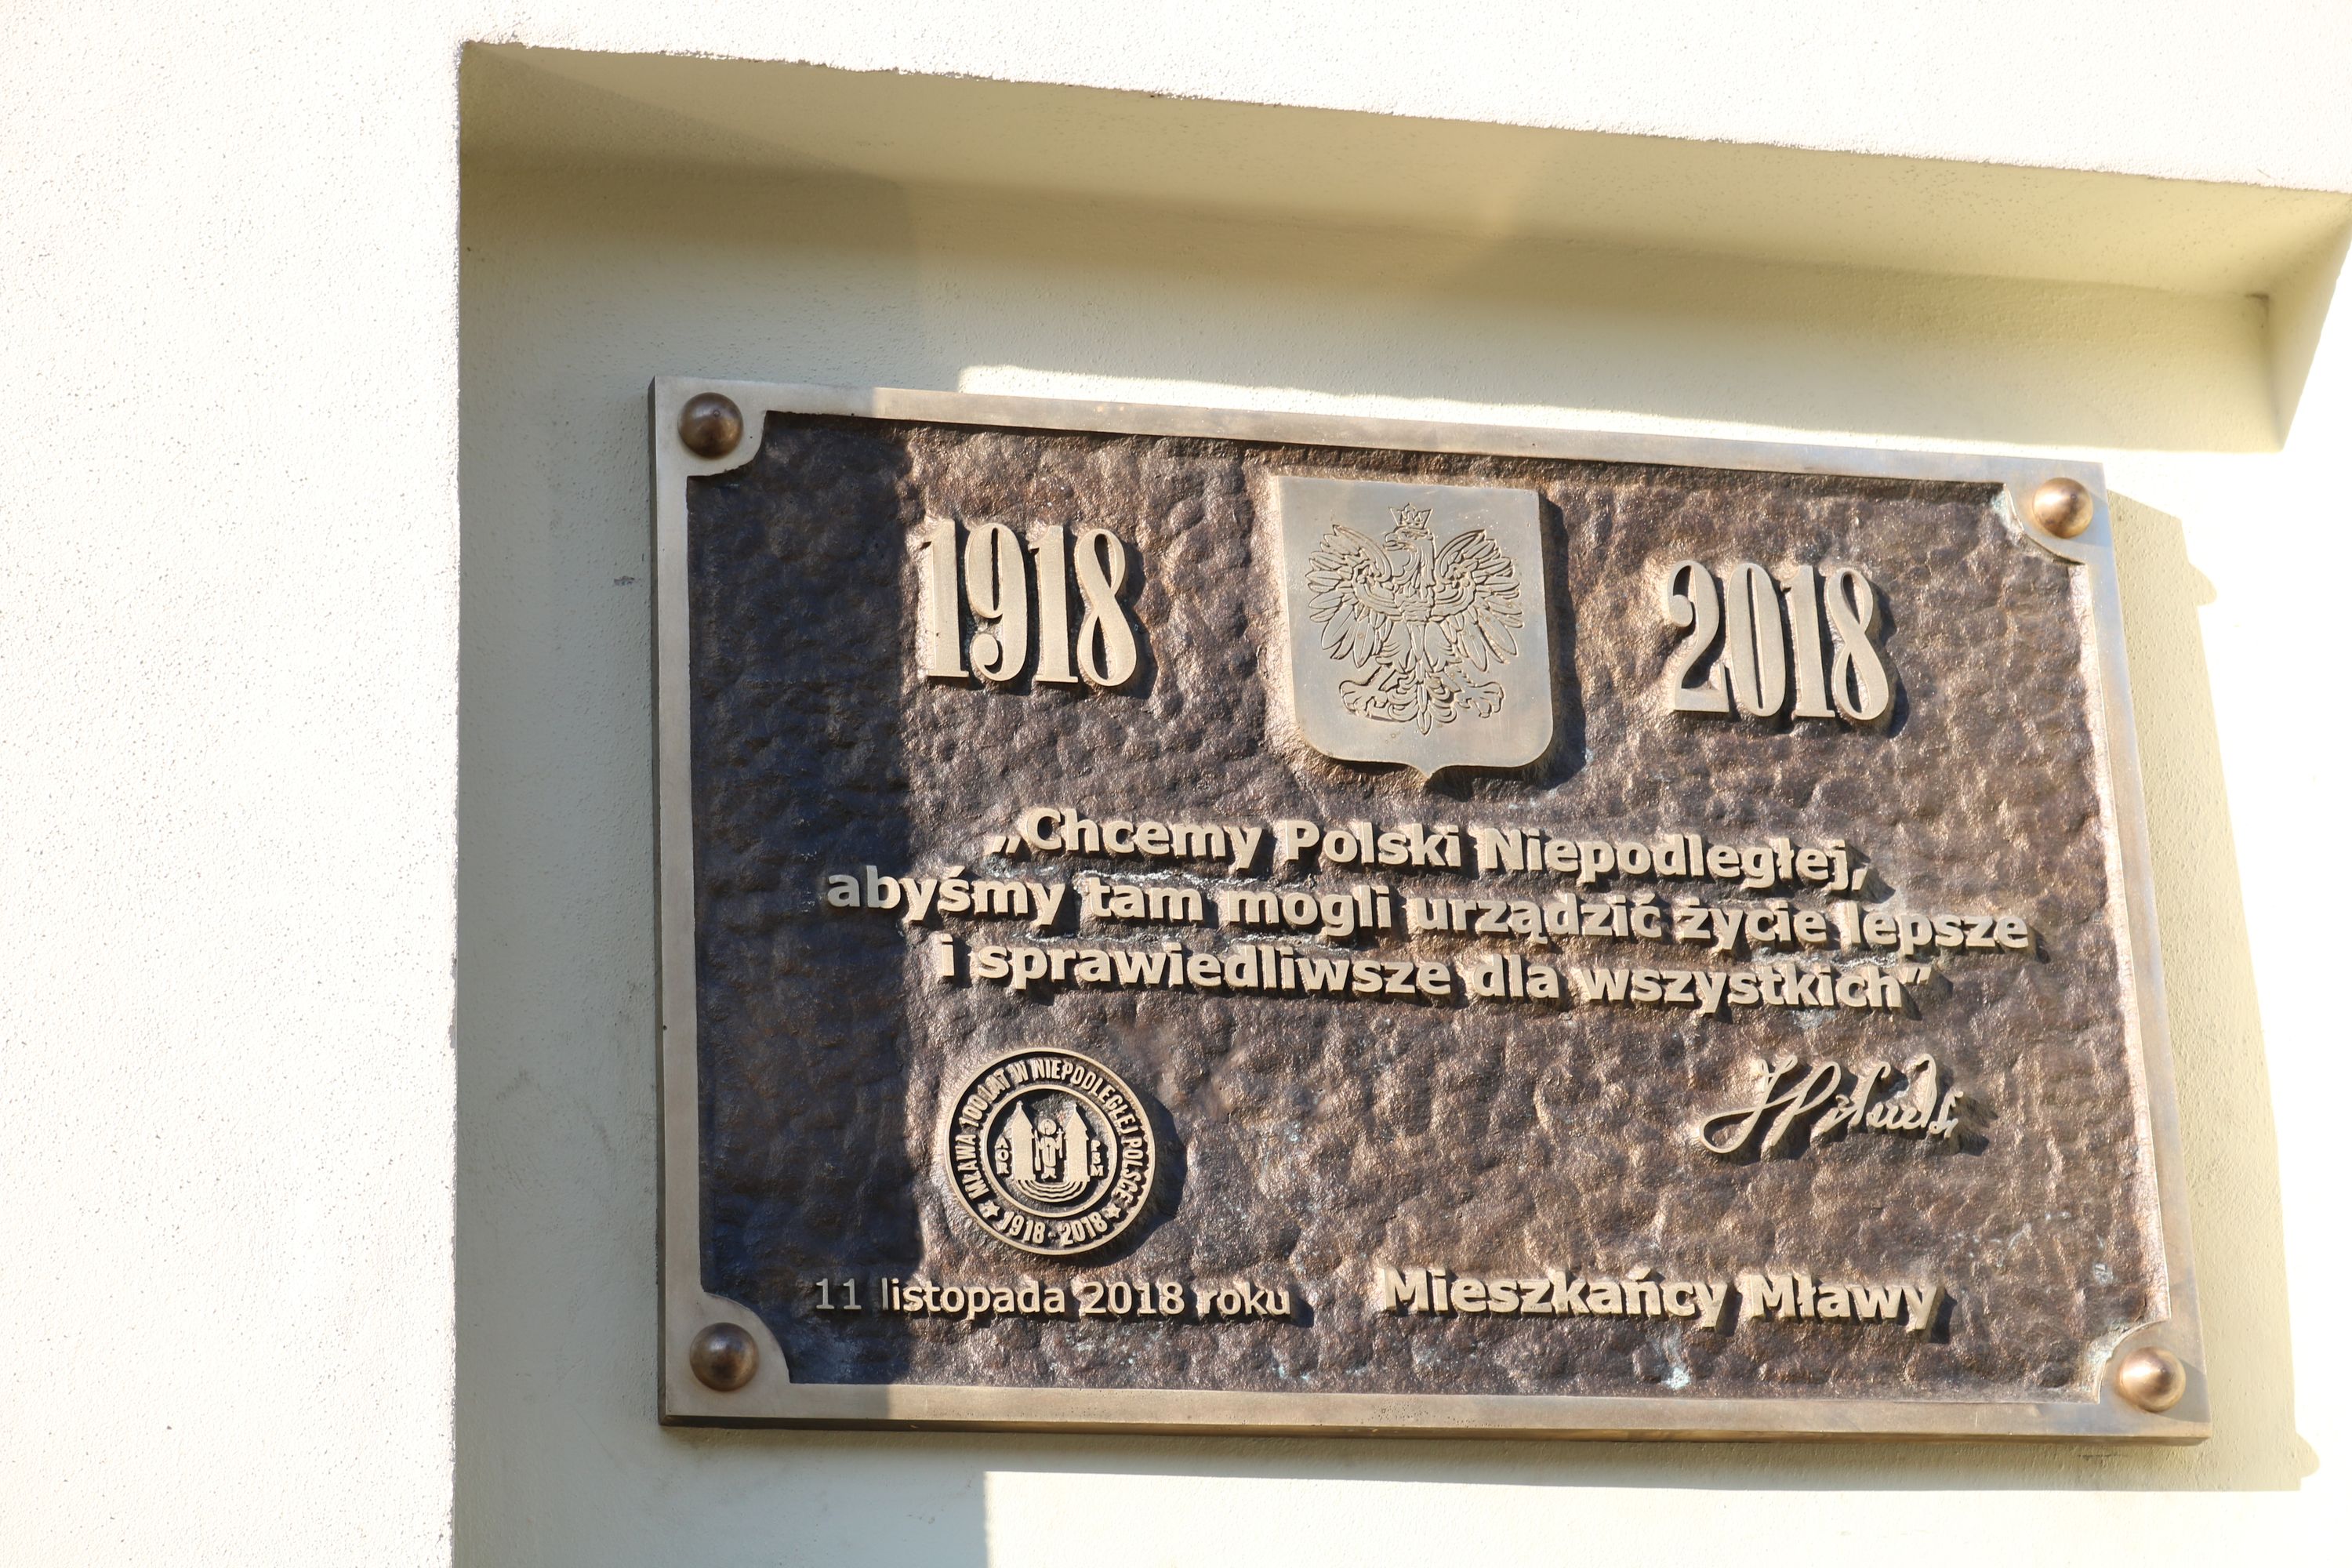 1918 2018
„Chcemy Polski Niepodległej,
abyśmy tam mogli urządzić życie lepsze
i sprawiedliwsze dla wszystkich”
MŁAWA 100 LAT W NIEPODLEGŁEJ POLSCE
1918-2018
J Piłsudski
11 listopada 2018 roku
Mieszkańcy Mławy